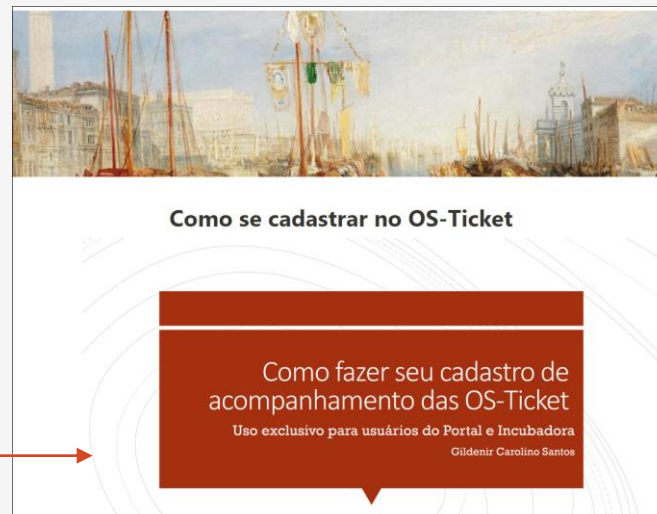 Como se cadastrar no OS-Ticket
Como fazer seu cadastro de
acompanhamento das OS-Ticket
Uso exclusivo para usuários do Portal e Incubadora
Gildenir Carolino Santos